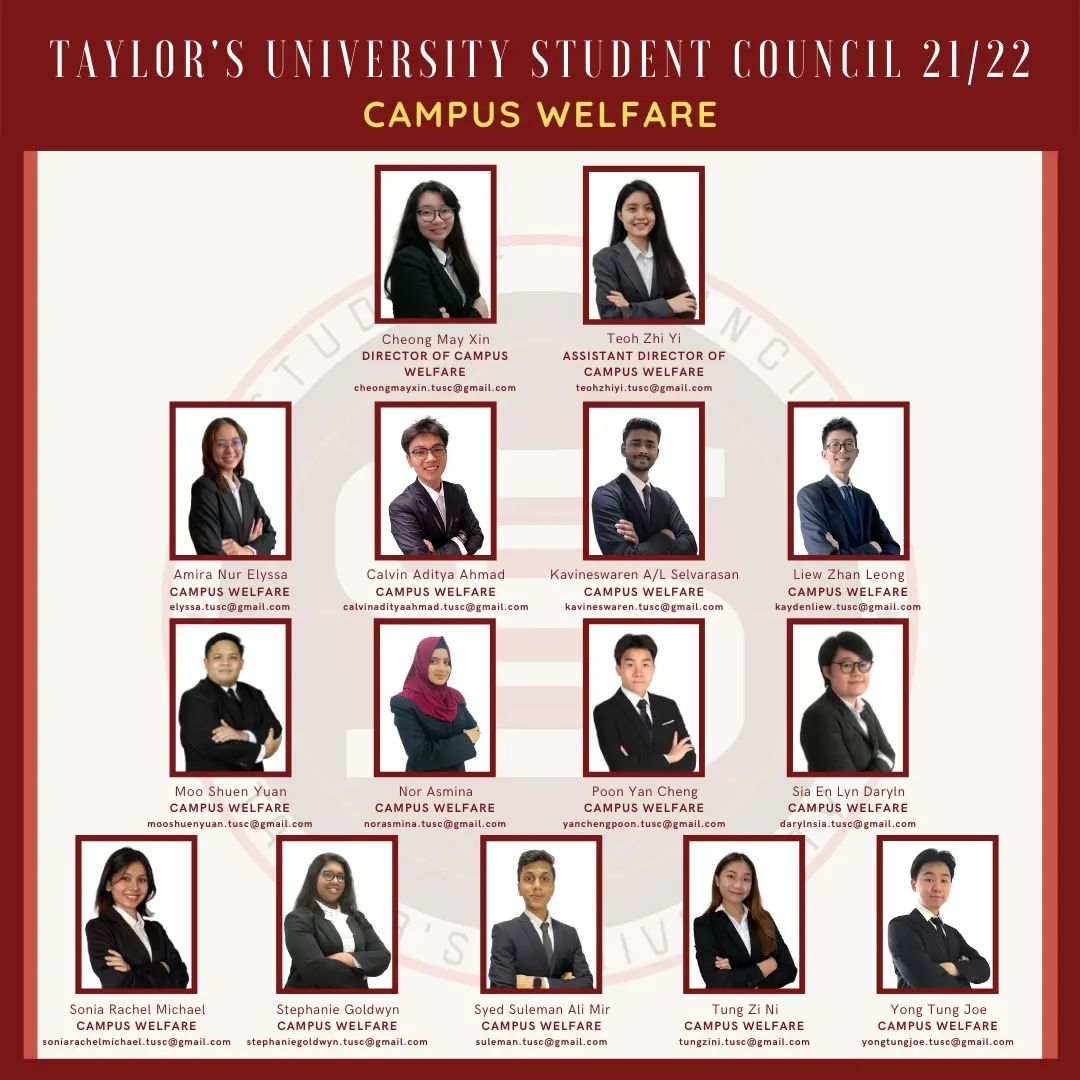 TAYLOR'S UNIVERSITY STUDENT COUNCIL 21/22
CAMPUS WELFARE
Cheong May Xin
DIRECTOR OF CAMPUS
WELFARE
cheongmayxin.tusc@gmail.com
Teoh Zhi Yi
ASSISTANT DIRECTOR OF
CAMPUS WELFARE
teohzhiyi.tusc@gmail.com
Amira Nur Elyssa
CAMPUS WELFARE
elyssa.tusc@gmail.com
Calvin Aditya Ahmad
CAMPUS WELFARE
calvinadityaahmad.tusc@gmail.com
Kavineswaren A/L Selvarasan
CAMPUS WELFARE
kavineswaren.tusc@gmail.com
Liew Zhan Leong
CAMPUS WELFARE
kaydenliew.tusc@gmail.com
Moo Shuen Yuan
CAMPUS WELFARE
mooshuenyuan.tusc@gmail.com
Nor Asmina
CAMPUS WELFARE
norasmina.tusc@gmail.com
Poon Yan Cheng
CAMPUS WELFARE
yanchengpoon.tusc@gmail.com
Sia En Lyn Daryln
CAMPUS WELFARE
darylnsia.tusc@gmail.com
Sonia Rachel Michael
CAMPUS WELFARE
soniarachelmichael.tusc@gmail.com
Stephanie Goldwyn
CAMPUS WELFARE
stephaniegoldwyn.tusc@gmail.com
Syed Suleman Ali Mir
CAMPUS WELFARE
suleman.tusc@gmail.com
Tung Zi Ni
CAMPUS WELFARE
tungzini.tusc@gmail.com
Yong Tung Joe
CAMPUS WELFARE
yongtungjoe.tusc@gmail.com